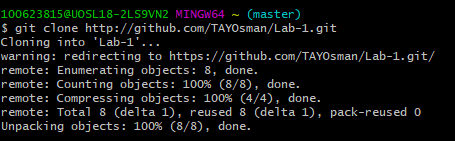 100623815@UOSL18-2LS9VN2 MINGW64 ~ (master)
$ git clone http://github.com/TAYOsman/Lab-1.git
Cloning into 'Lab-1'...
warning: redirecting to https://github.com/TAYOsman/Lab-1.git/
remote: Enumerating objects: 8, done.
remote: Counting objects: 100% (8/8), done.
remote: Compressing objects: 100% (4/4), done.
remote: Total 8 (delta 1), reused 8 (delta 1), pack-reused 0
Unpacking objects: 100% (8/8), done.